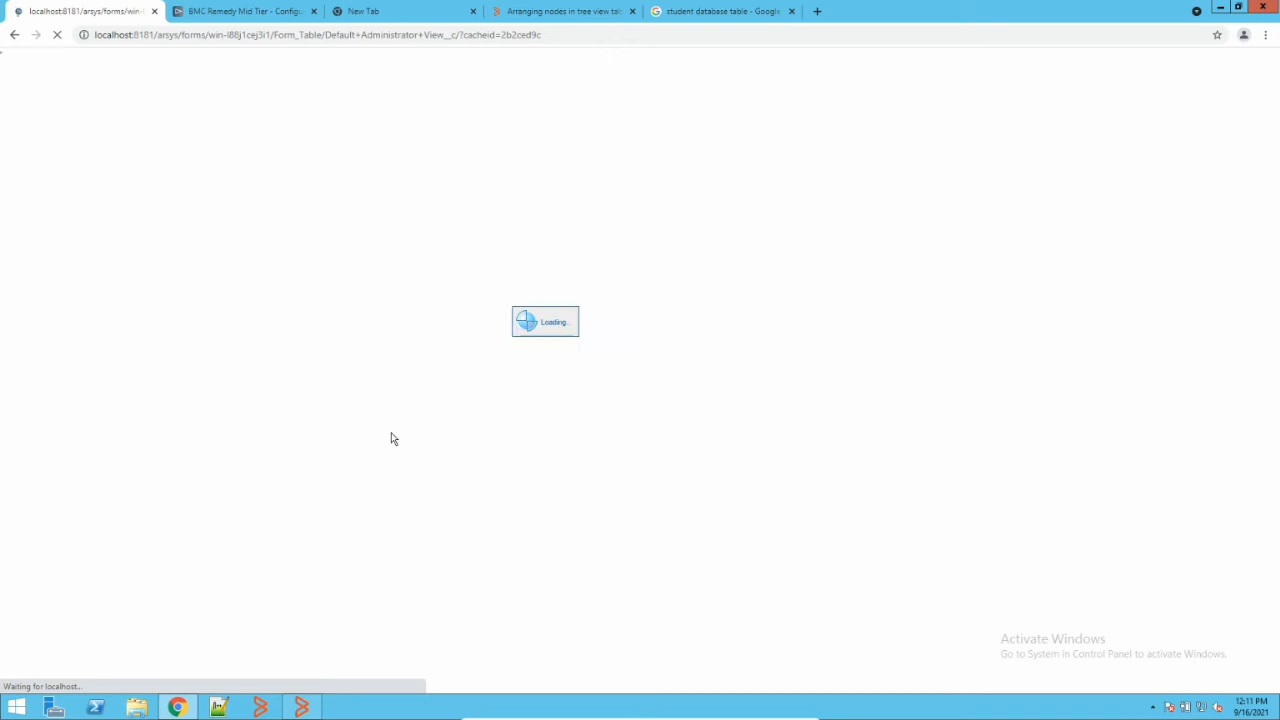 localhost:8181/arsys/forms/win-l
BMC Remedy Mid Tier - Configu
New Tab
Arranging nodes in tree view tab
student database table - Google
localhost:8181/arsys/forms/win-l88j1cej3i1/Form_Table/Default+Administrator+View__c/?cacheid=2b2ced9c
Loading...
Activate Windows
Go to System in Control Panel to activate Windows.
Waiting for localhost...
12:11 PM
9/16/2021